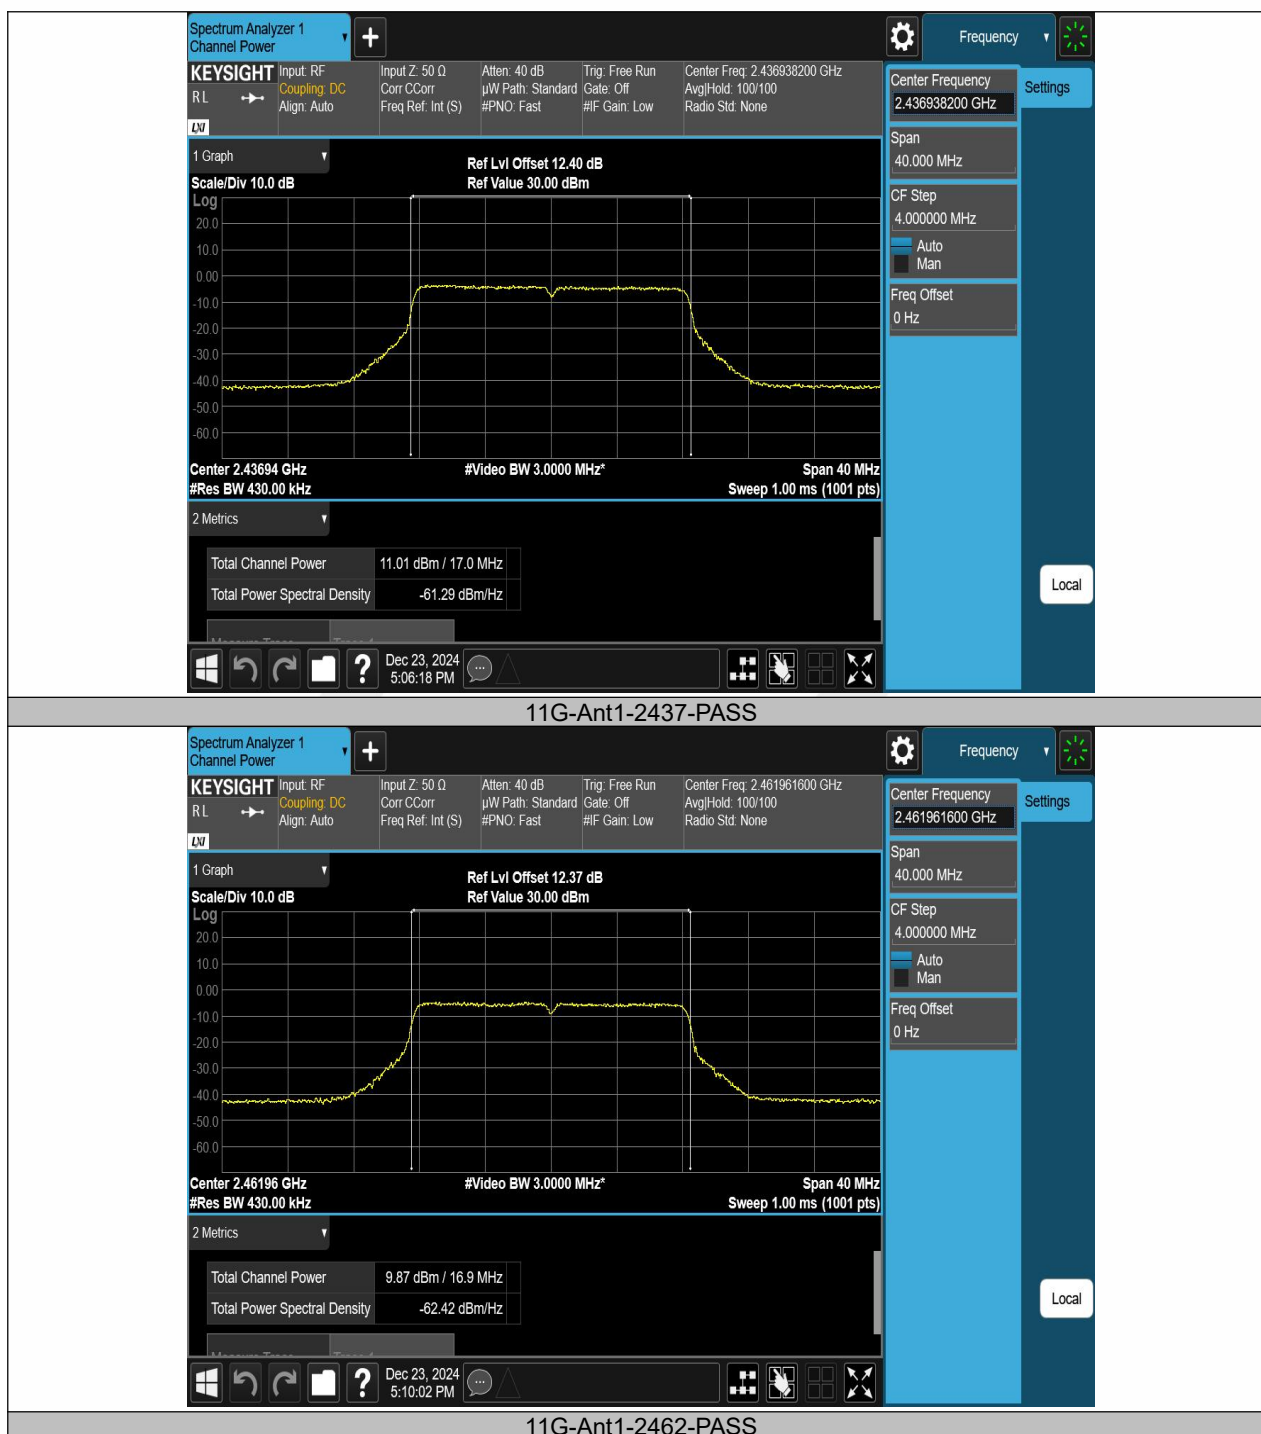 Spectrum Analyzer 1
Channel Power
Frequency
KEYSIGHT
Input: RF
Coupling: DC
Align: Auto
Input Z: 50 Ω
Corr CCorr
Freq Ref: Int (S)
Atten: 40 dB
µW Path: Standard
#PNO: Fast
Trig: Free Run
Gate: Off
#IF Gain: Low
Center Freq: 2.436938200 GHz
Avg|Hold: 100/100
Radio Std: None
R L
LXI
Center Frequency
2.436938200 GHz
Settings
Span
40.000 MHz
CF Step
4.000000 MHz
Auto
Man
Freq Offset
0 Hz
1 Graph
Scale/Div 10.0 dB
Ref Lvl Offset 12.40 dB
Ref Value 30.00 dBm
Log
20.0
10.0
0.00
-10.0
-20.0
-30.0
-40.0
-50.0
-60.0
Center 2.43694 GHz
#Res BW 430.00 kHz
#Video BW 3.0000 MHz*
Span 40 MHz
Sweep 1.00 ms (1001 pts)
2 Metrics
Total Channel Power 11.01 dBm / 17.0 MHz
Total Power Spectral Density -61.29 dBm/Hz
Local
?
Dec 23, 2024
5:06:18 PM
11G-Ant1-2437-PASS
Spectrum Analyzer 1
Channel Power
Frequency
KEYSIGHT
Input: RF
Coupling: DC
Align: Auto
Input Z: 50 Ω
Corr CCorr
Freq Ref: Int (S)
Atten: 40 dB
µW Path: Standard
#PNO: Fast
Trig: Free Run
Gate: Off
#IF Gain: Low
Center Freq: 2.461961600 GHz
Avg|Hold: 100/100
Radio Std: None
R L
LXI
Center Frequency
2.461961600 GHz
Settings
Span
40.000 MHz
CF Step
4.000000 MHz
Auto
Man
Freq Offset
0 Hz
1 Graph
Scale/Div 10.0 dB
Ref Lvl Offset 12.37 dB
Ref Value 30.00 dBm
Log
20.0
10.0
0.00
-10.0
-20.0
-30.0
-40.0
-50.0
-60.0
Center 2.46196 GHz
#Res BW 430.00 kHz
#Video BW 3.0000 MHz*
Span 40 MHz
Sweep 1.00 ms (1001 pts)
2 Metrics
Total Channel Power 9.87 dBm / 16.9 MHz
Total Power Spectral Density -62.42 dBm/Hz
Local
?
Dec 23, 2024
5:10:02 PM
11G-Ant1-2462-PASS